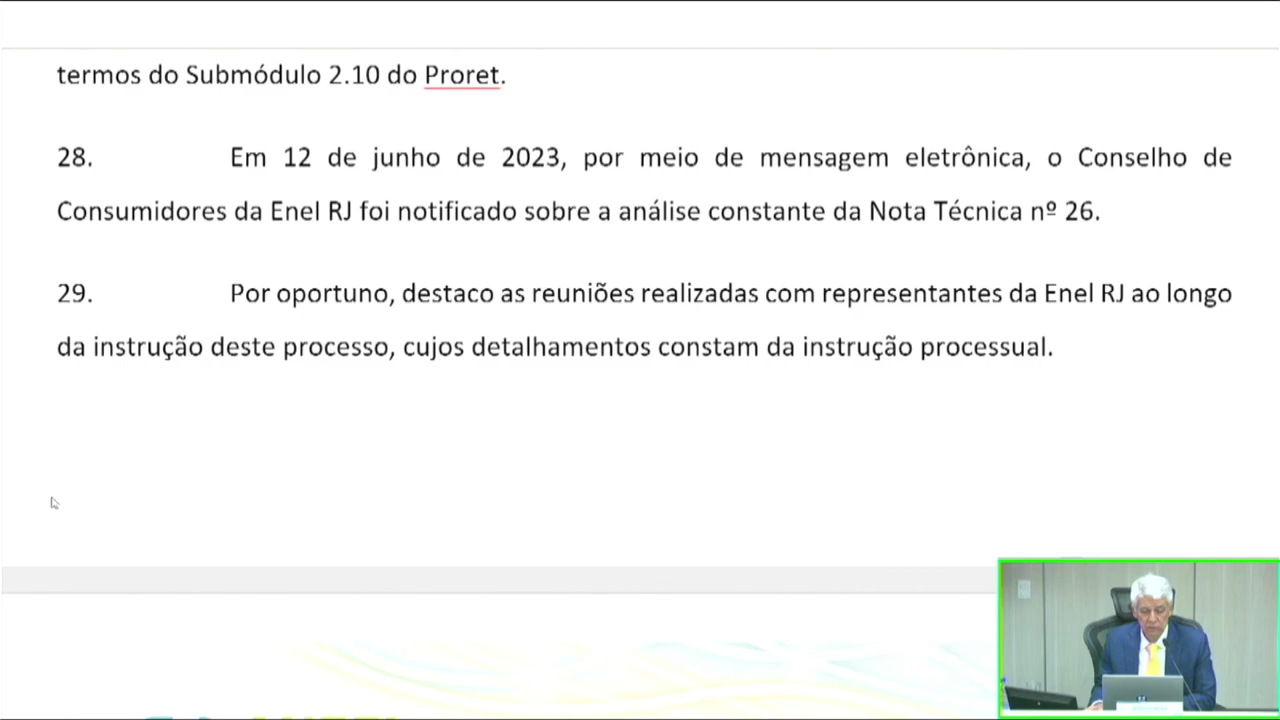 termos do Submódulo 2.10 do Proret.
28. Em 12 de junho de 2023, por meio de mensagem eletrônica, o Conselho de
Consumidores da Enel RJ foi notificado sobre a análise constante da Nota Técnica nº 26.
29. Por oportuno, destaco as reuniões realizadas com representantes da Enel RJ ao longo
da instrução deste processo, cujos detalhamentos constam da instrução processual.